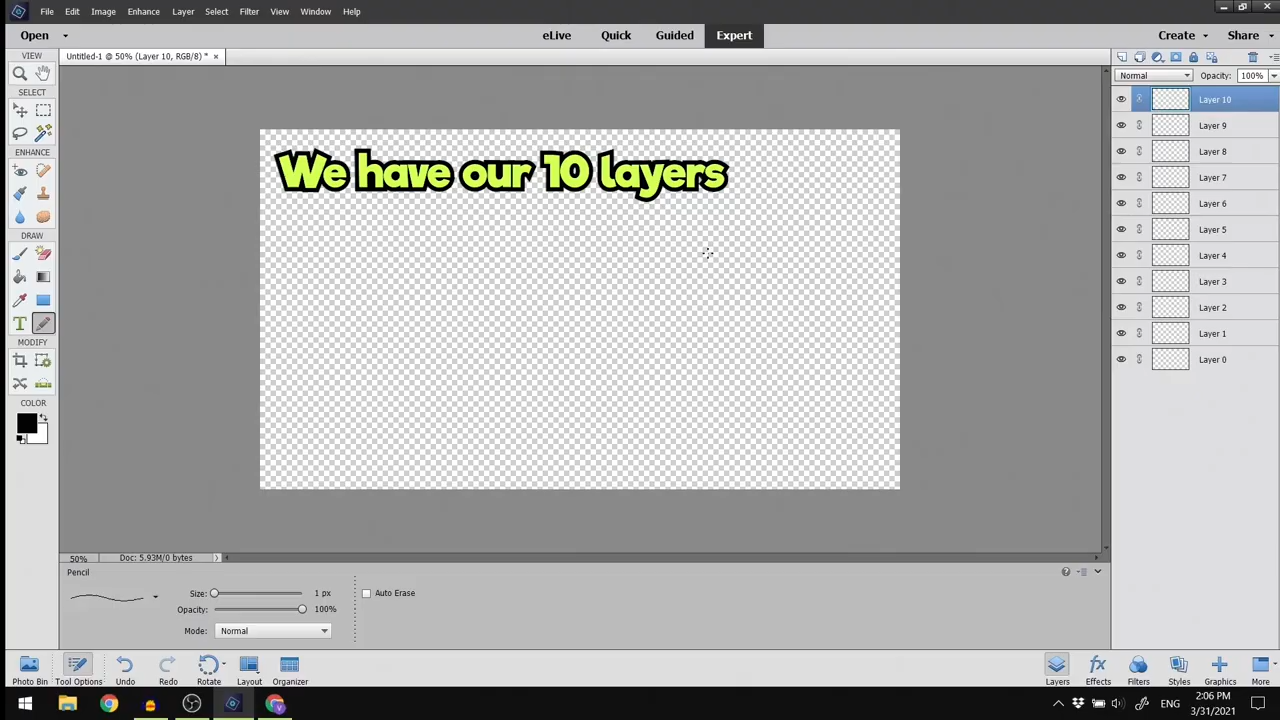 File Edit Image Enhance Layer Select Filter View Window Help
Open eLive Quick Guided Expert Create Share
VIEW
Untitled-1 @ 50% (Layer 10, RGB/8) *
Normal Opacity: 100%
SELECT
Layer 10
Layer 9
ENHANCE
Layer 8
We have our 10 layers
Layer 7
Layer 6
Layer 5
DRAW
Layer 4
Layer 3
Layer 2
T
Layer 1
MODIFY
Layer 0
COLOR
50% Doc: 5.93M/0 bytes
Pencil
Size: 1 px
Auto Erase
Opacity: 100%
Mode: Normal
Photo Bin Tool Options Undo Redo Rotate Layout Organizer Layers Effects Filters Styles Graphics More
fx
2:06 PM
ENG
3/31/2021